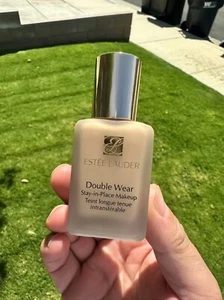 ESTĒE LAUDER
Double Wear
Stay-in-Place Makeup
Teint longue tenue
intransférable